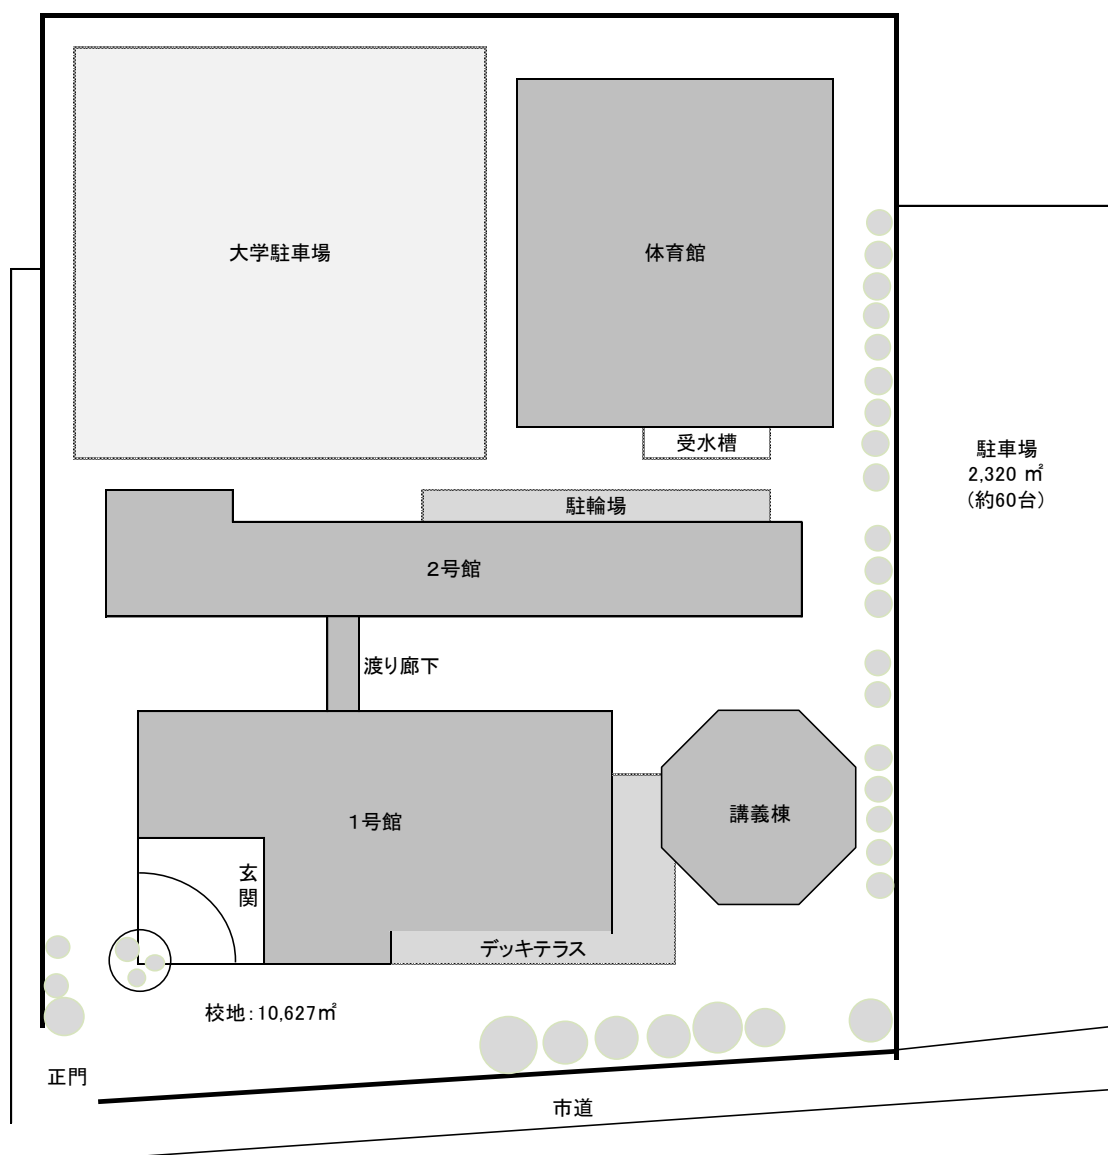 大学駐車場
体育館
受水槽
駐車場
2,320 ㎡
(約60台)
駐輪場
２号館
渡り廊下
１号館
講義棟
玄
関
デッキテラス
校地：10,627㎡
正門
市道